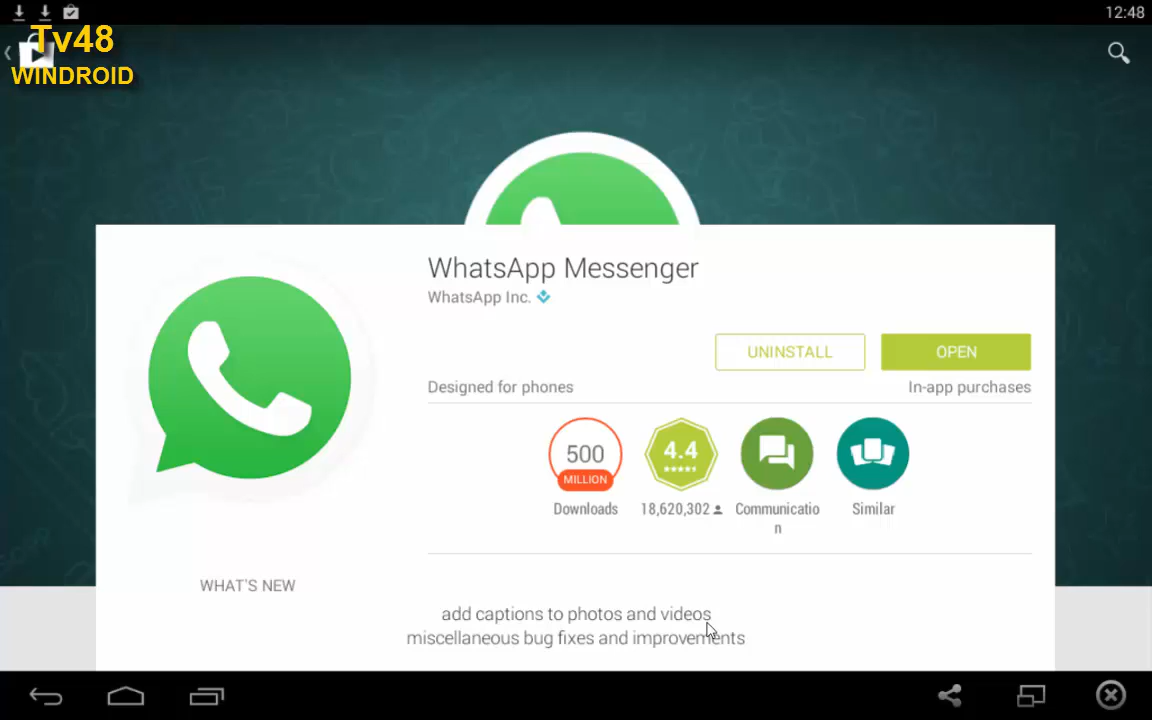 12:48
Tv48
WINDROID
WhatsApp Messenger
WhatsApp Inc.
UNINSTALL
OPEN
Designed for phones
In-app purchases
500
MILLION
4.4
Downloads
18,620,302
Communicatio
n
Similar
WHAT'S NEW
add captions to photos and videos
miscellaneous bug fixes and improvements